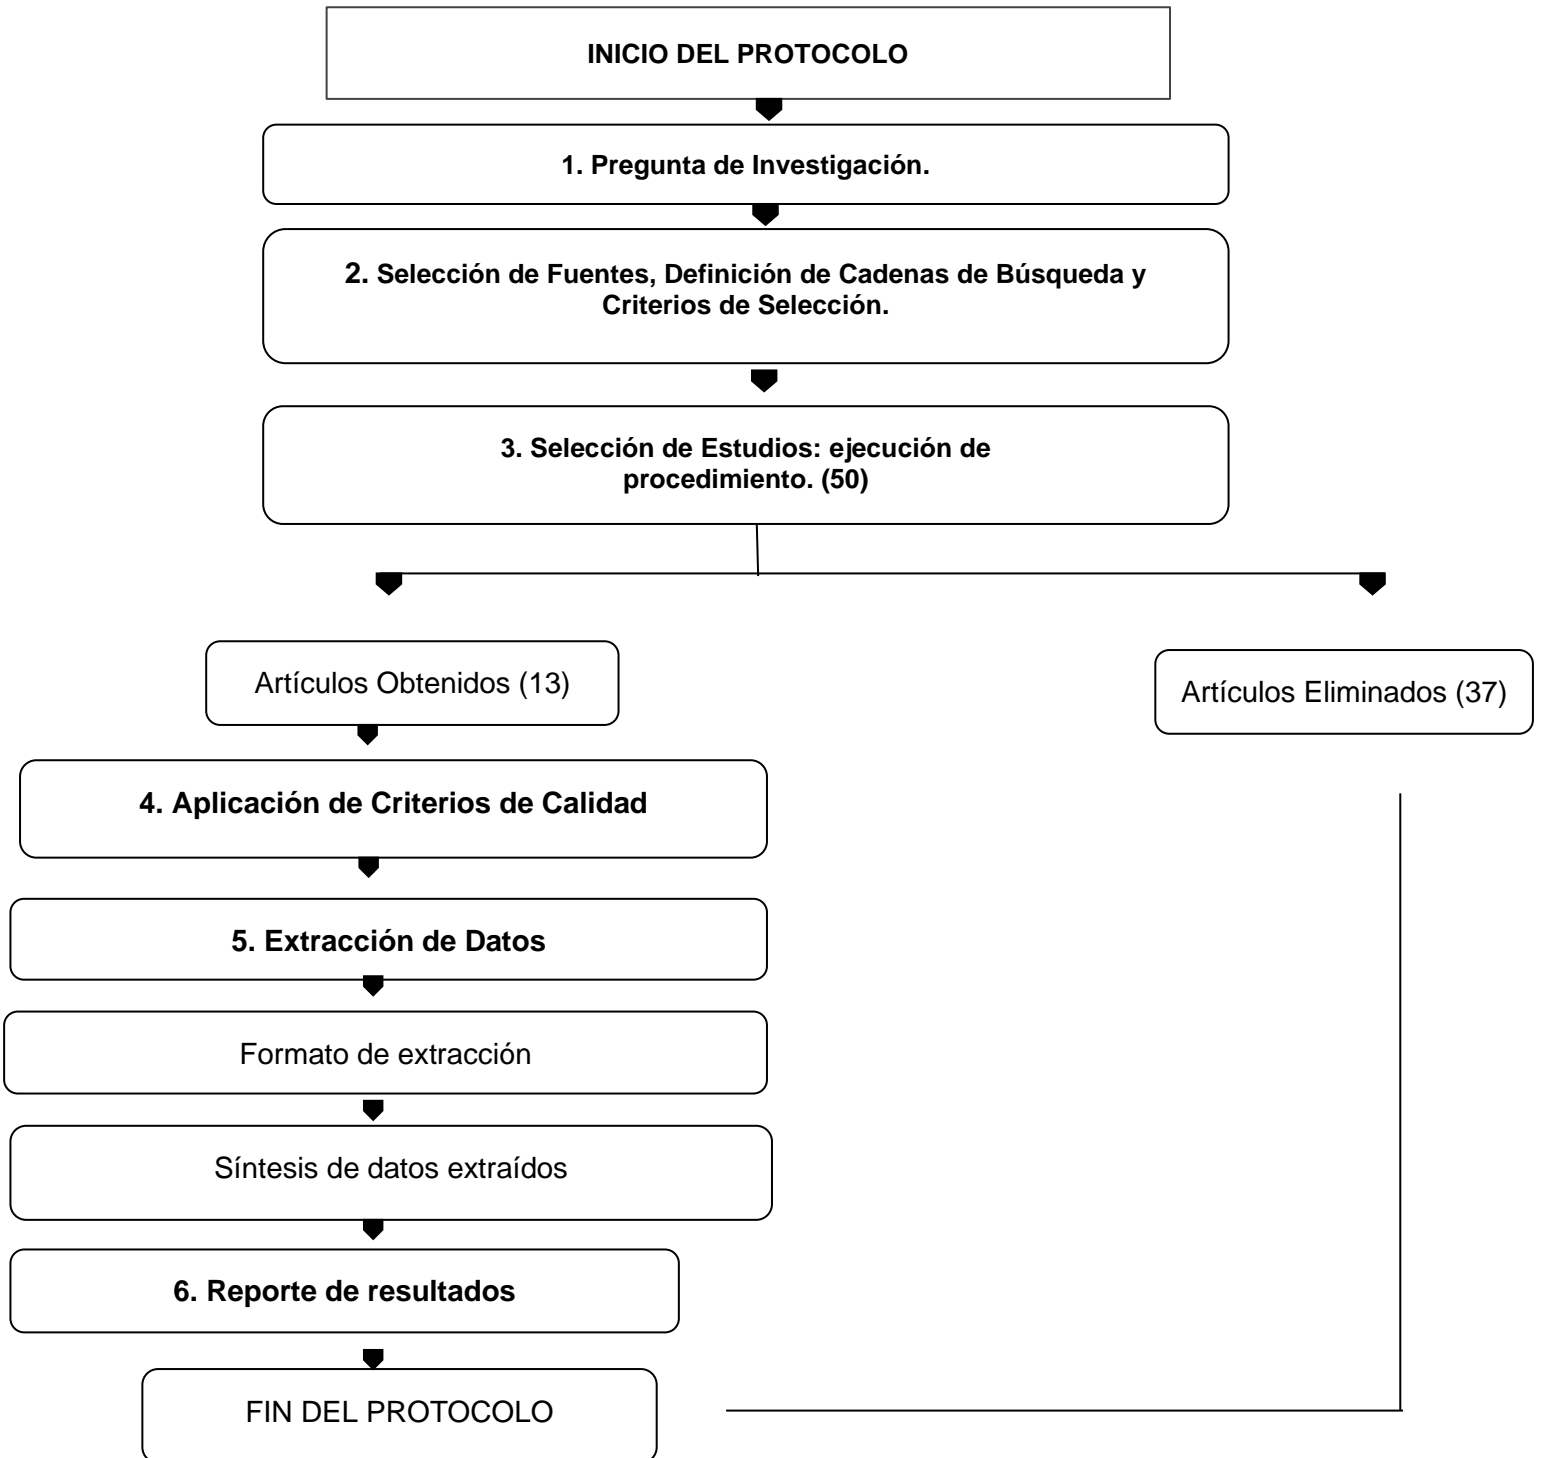 INICIO DEL PROTOCOLO
1. Pregunta de Investigación.
2. Selección de Fuentes, Definición de Cadenas de Búsqueda y
Criterios de Selección.
3. Selección de Estudios: ejecución de
procedimiento. (50)
Artículos Obtenidos (13)
Artículos Eliminados (37)
4. Aplicación de Criterios de Calidad
5. Extracción de Datos
Formato de extracción
Síntesis de datos extraídos
6. Reporte de resultados
FIN DEL PROTOCOLO